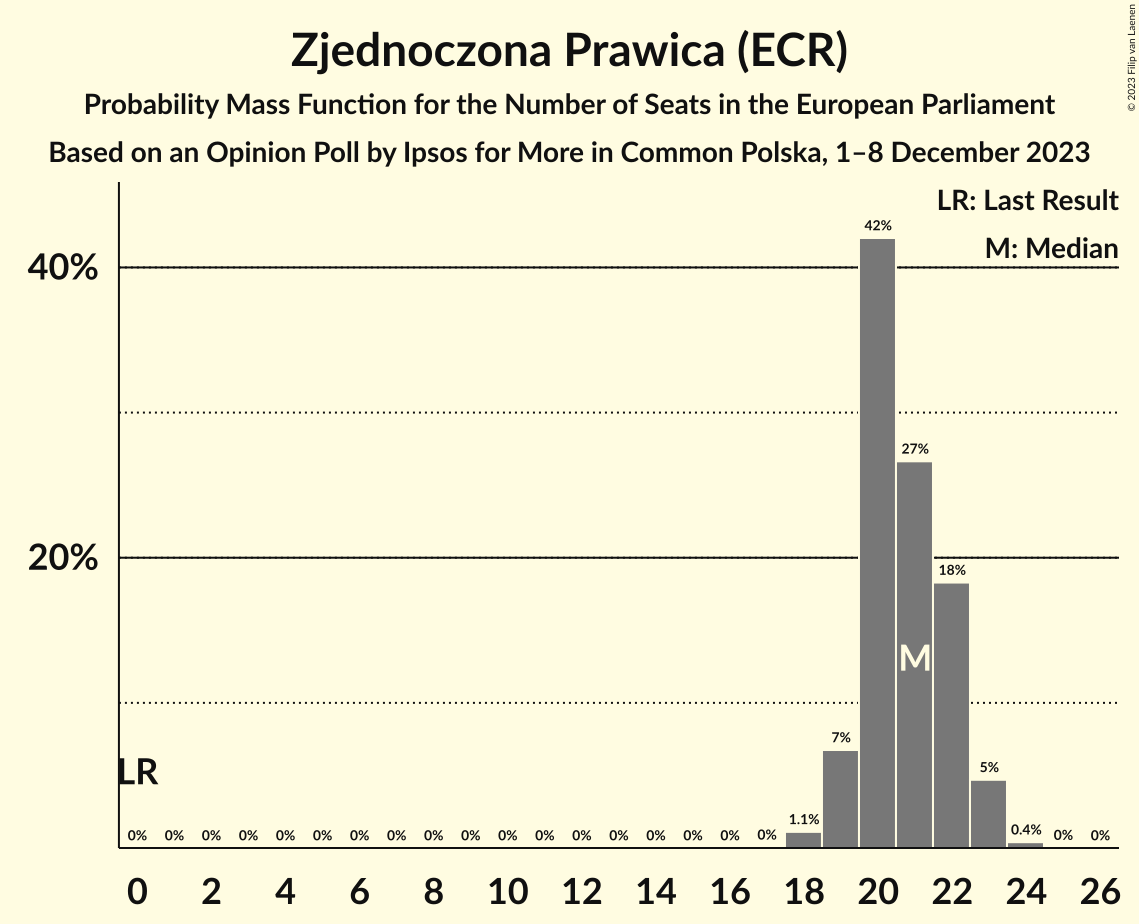 © 2023 Filip van Laenen
Zjednoczona Prawica (ECR)
Probability Mass Function for the Number of Seats in the European Parliament
Based on an Opinion Poll by Ipsos for More in Common Polska, 1–8 December 2023
LR: Last Result
M: Median
42%
40%
27%
20%
18%
M
7%
LR
5%
0% 0% 0% 0% 0% 0% 0% 0% 0% 0% 0% 0% 0% 0% 0% 0% 0% 0% 1.1% 0.4% 0% 0%
0 2 4 6 8 10 12 14 16 18 20 22 24 26